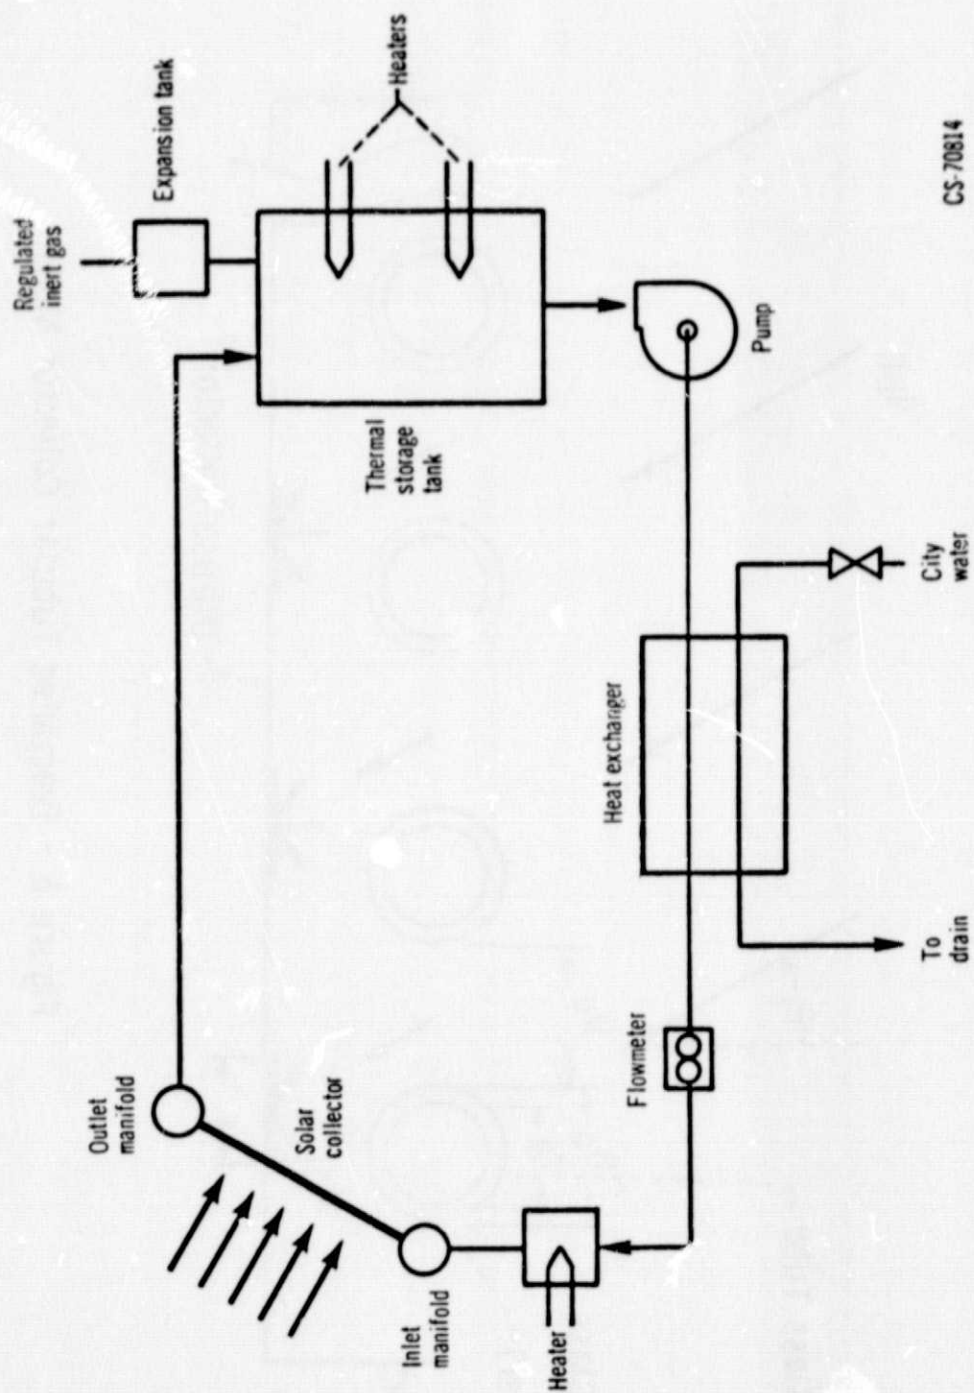 Regulated
inert gas
Expansion tank
Heaters
Outlet
manifold
Solar
collector
Thermal
storage
tank
Inlet
manifold
Heater
Flowmeter
Heat exchanger
Pump
To
drain
City
water
CS-70814